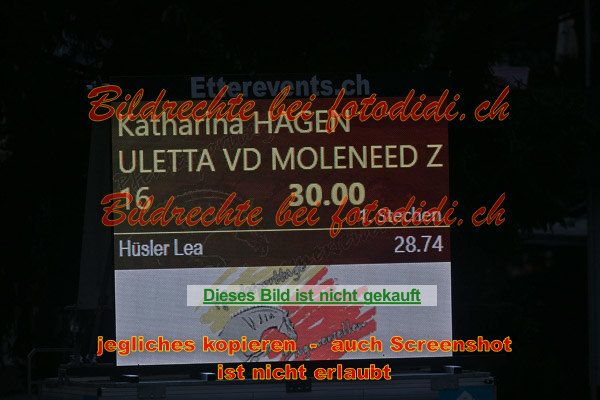 Etterevents.ch
Bildrechte bei fotodidi.ch
Katharina HAGEN
ULETTA VD MOLENEED Z
16 30.00
Bildrechte bei fotodidi.ch
1. Stechen
Hüsler Lea 28.74
Dieses Bild ist nicht gekauft
jegliches kopieren - auch Screenshot
ist nicht erlaubt